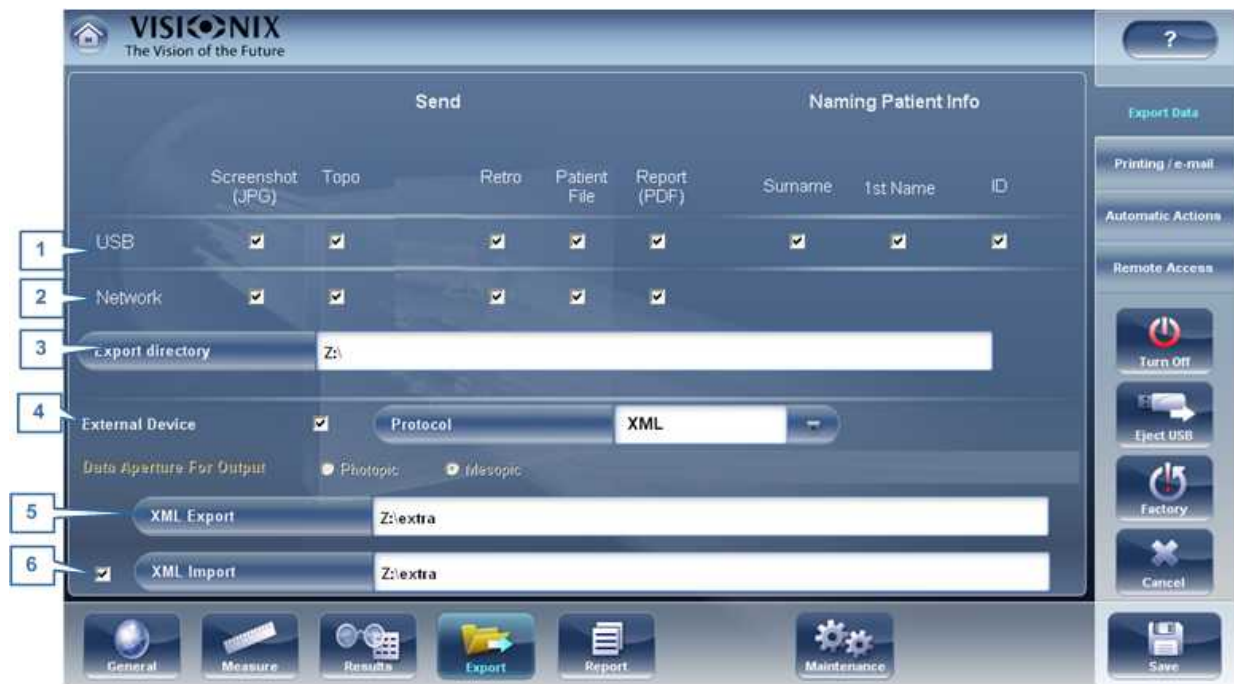 VISIONIX
The Vision of the Future
?
Send
Naming Patient Info
Export Data
Printing / e-mail
Automatic Actions
Remote Access
Screenshot (JPG)
Topo
Retro
Patient File
Report (PDF)
Surname
1st Name
ID
1
USB
2
Network
3
Export directory
Z:\
Turn Off
4
External Device
Protocol
XML
Eject USB
Data Aperture For Output
Photopic
Mesopic
5
XML Export
Z:\extra
Factory
6
XML Import
Z:\extra
Cancel
General
Measure
Results
Export
Report
Maintenance
Save